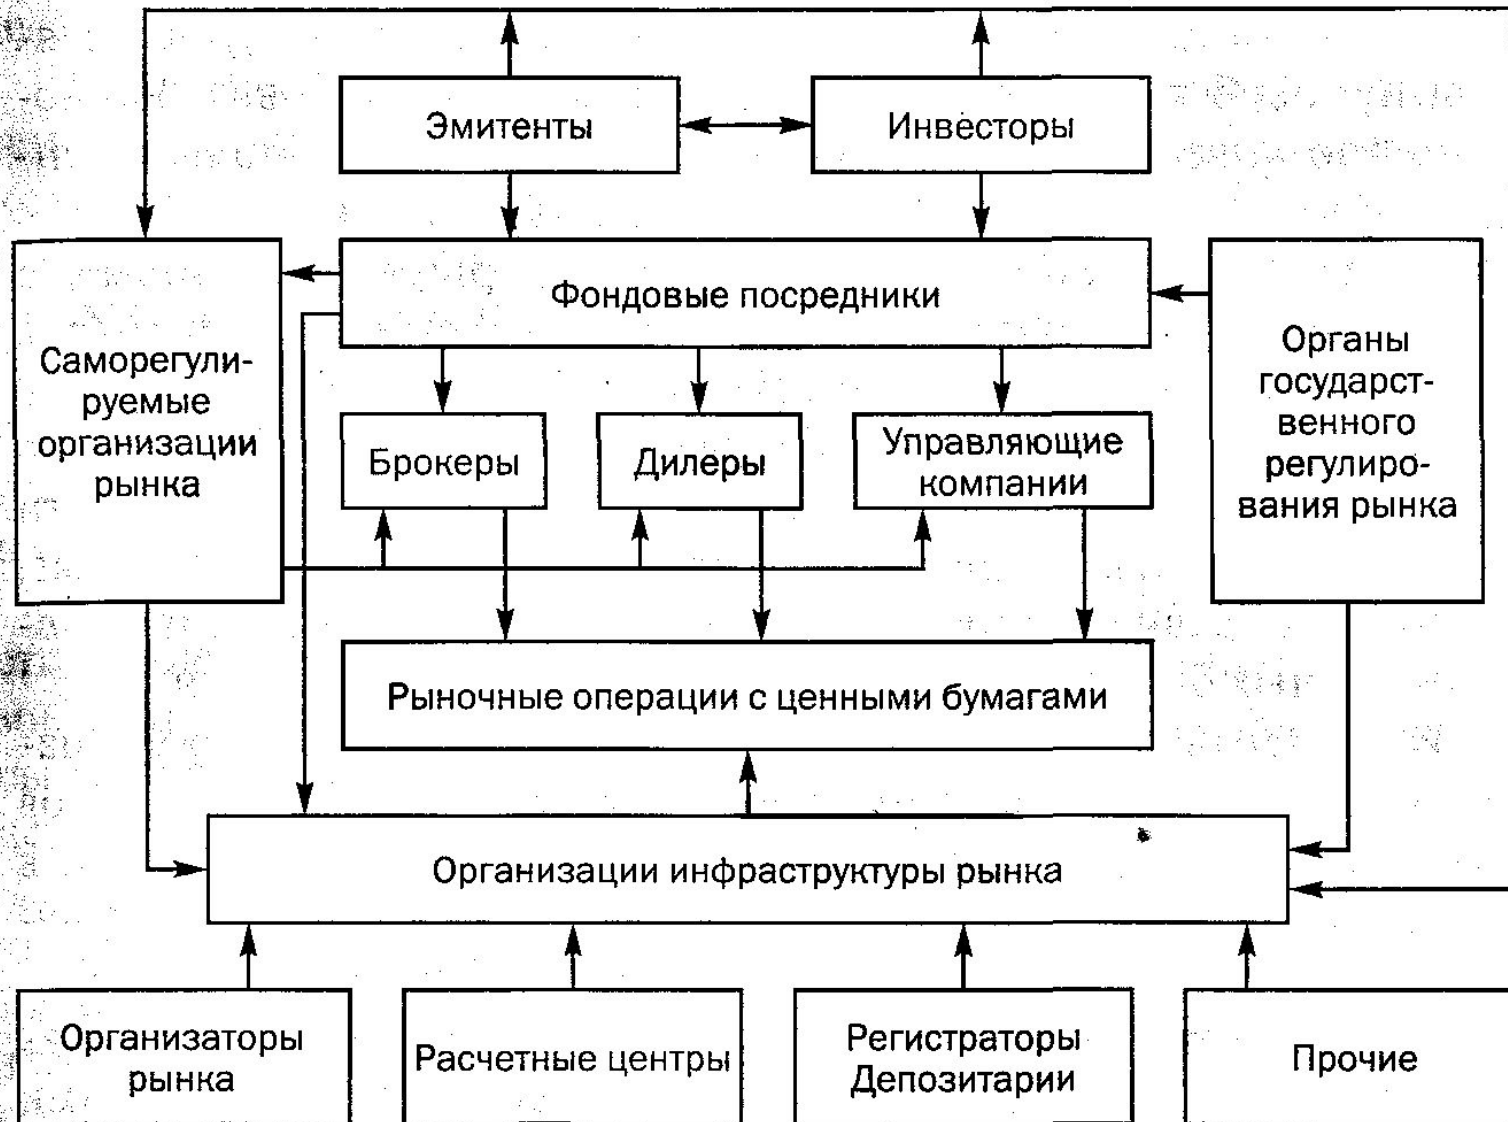 Эмитенты
Инвесторы
Фондовые посредники
Саморегули-
руемые
организации
рынка
Органы
государст-
венного
регулиро-
вания рынка
Брокеры
Дилеры
Управляющие
компании
Рыночные операции с ценными бумагами
Организации инфраструктуры рынка
Организаторы
рынка
Расчетные центры
Регистраторы
Депозитарии
Прочие